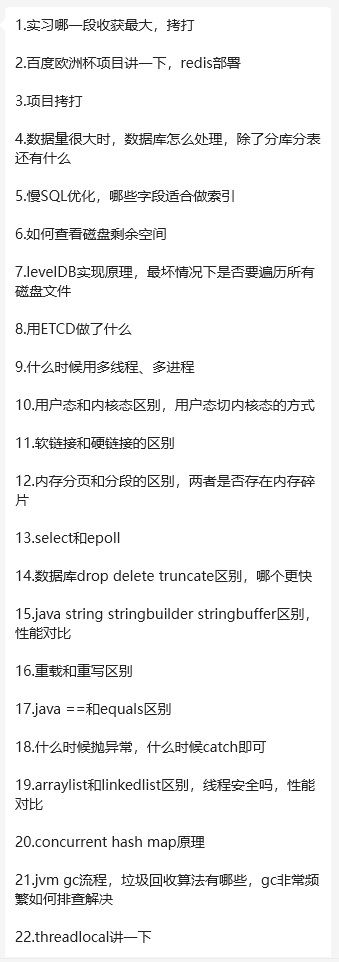 1.实习哪一段收获最大，拷打
2.百度欧洲杯项目讲一下，redis部署
3.项目拷打
4.数据量很大时，数据库怎么处理，除了分库分表
还有什么
5.慢SQL优化，哪些字段适合做索引
6.如何查看磁盘剩余空间
7.levelDB实现原理，最坏情况下是否要遍历所有
磁盘文件
8.用ETCD做了什么
9.什么时候用多线程、多进程
10.用户态和内核态区别，用户态切内核态的方式
11.软链接和硬链接的区别
12.内存分页和分段的区别，两者是否存在内存碎
片
13.select和epoll
14.数据库drop delete truncate区别，哪个更快
15.java string stringbuilder stringbuffer区别，
性能对比
16.重载和重写区别
17.java ==和equals区别
18.什么时候抛异常，什么时候catch即可
19.arraylist和linkedlist区别，线程安全吗，性能
对比
20.concurrent hash map原理
21.jvm gc流程，垃圾回收算法有哪些，gc非常频
繁如何排查解决
22.threadlocal讲一下